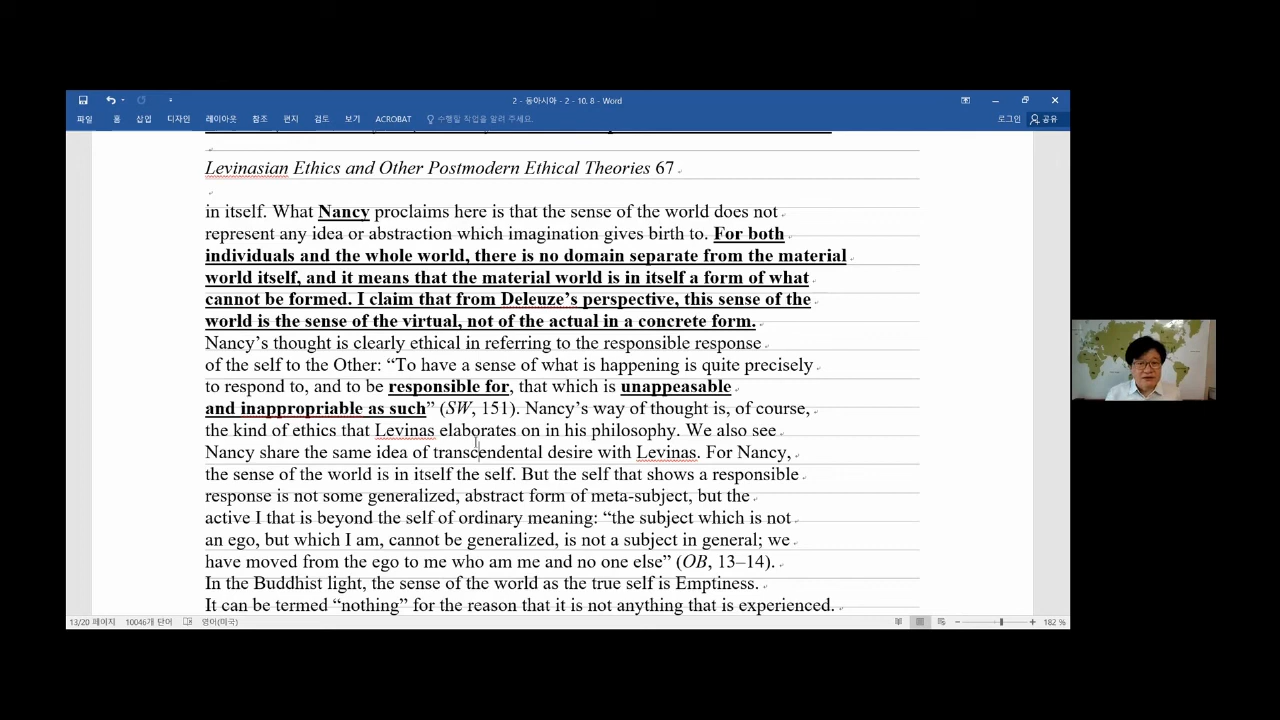 2 - 동아시아 - 2 - 10. 8 - Word
파일 홈 삽입 디자인 레이아웃 참조 편지 검토 보기 ACROBAT 수행할 작업을 알려 주세요. 로그인 공유
Levinasian Ethics and Other Postmodern Ethical Theories 67
in itself. What Nancy proclaims here is that the sense of the world does not
represent any idea or abstraction which imagination gives birth to. For both
individuals and the whole world, there is no domain separate from the material
world itself, and it means that the material world is in itself a form of what
cannot be formed. I claim that from Deleuze’s perspective, this sense of the
world is the sense of the virtual, not of the actual in a concrete form.
Nancy’s thought is clearly ethical in referring to the responsible response
of the self to the Other: “To have a sense of what is happening is quite precisely
to respond to, and to be responsible for, that which is unappeasable
and inappropriable as such” (SW, 151). Nancy’s way of thought is, of course,
the kind of ethics that Levinas elaborates on in his philosophy. We also see
Nancy share the same idea of transcendental desire with Levinas. For Nancy,
the sense of the world is in itself the self. But the self that shows a responsible
response is not some generalized, abstract form of meta-subject, but the
active I that is beyond the self of ordinary meaning: “the subject which is not
an ego, but which I am, cannot be generalized, is not a subject in general; we
have moved from the ego to me who am me and no one else” (OB, 13–14).
In the Buddhist light, the sense of the world as the true self is Emptiness.
It can be termed “nothing” for the reason that it is not anything that is experienced.
13/20 페이지 10046개 단어 영어(미국) 182 %